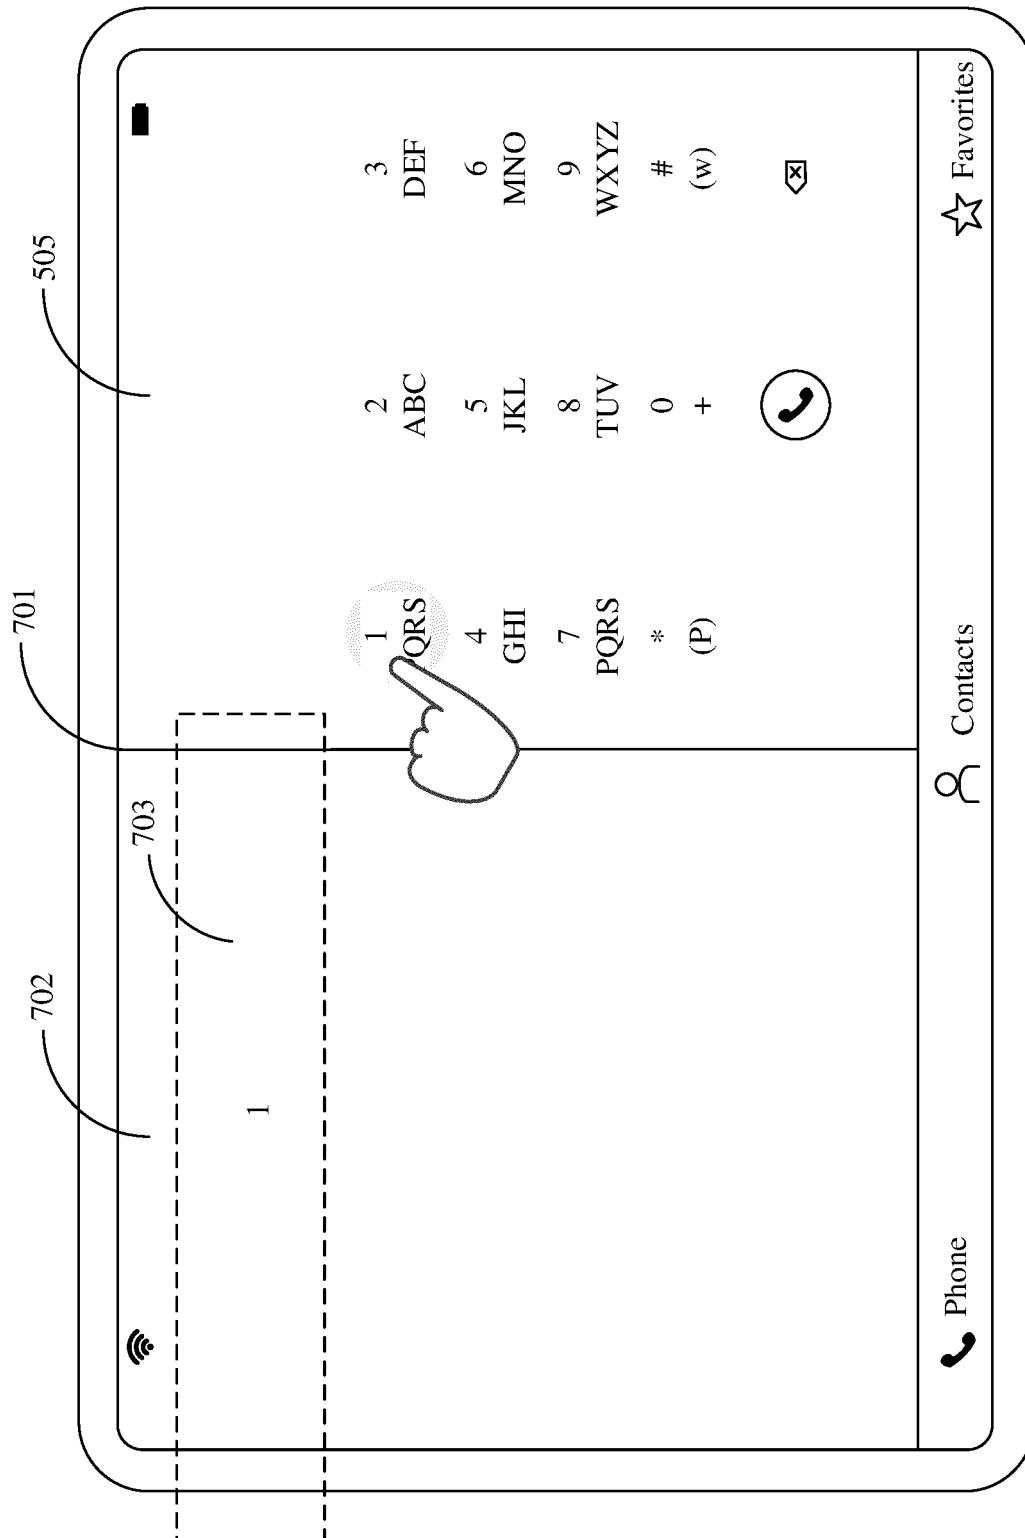 702
701
505
703
1
1
PQRS
2
ABC
3
DEF
4
GHI
5
JKL
6
MNO
7
PQRS
8
TUV
9
WXYZ
*
(P)
0
+
#
(w)
Phone
Contacts
Favorites